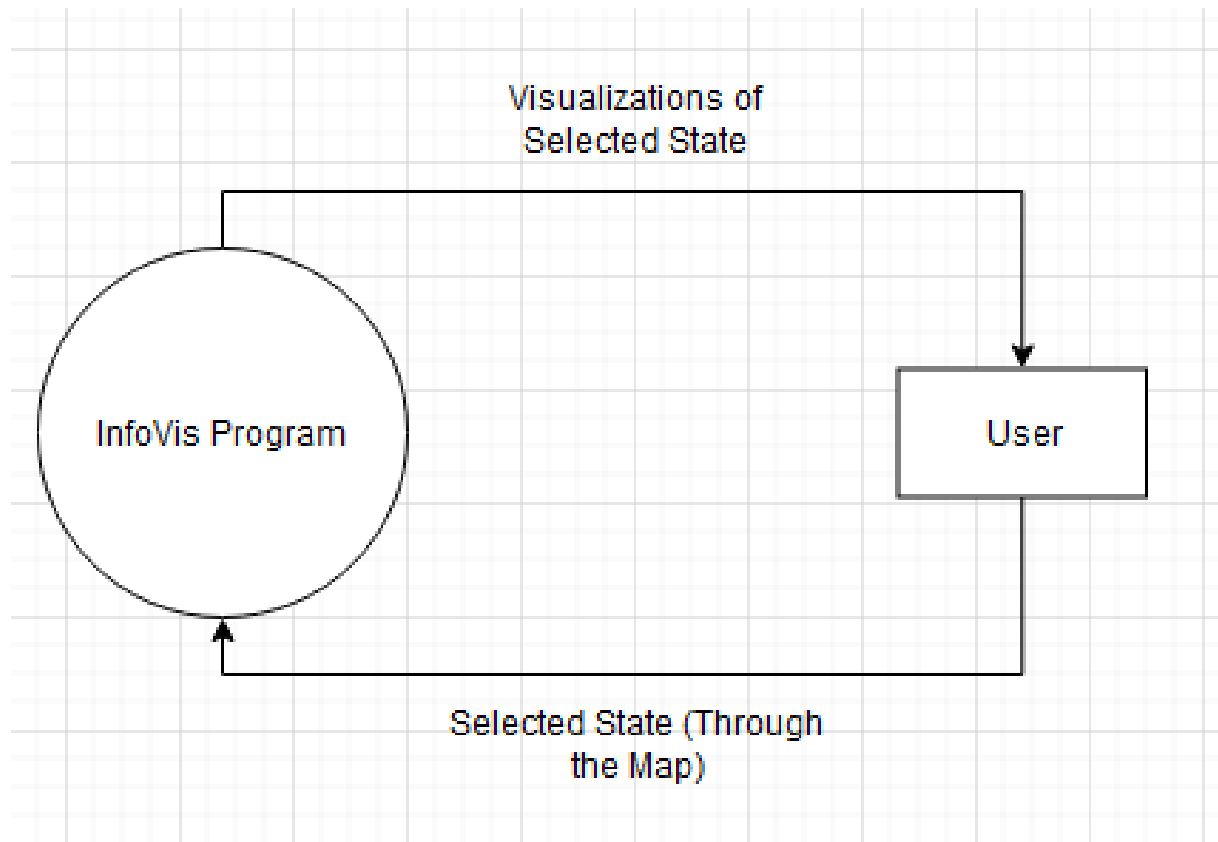 Visualizations of
Selected State
InfoVis Program
User
Selected State (Through
the Map)